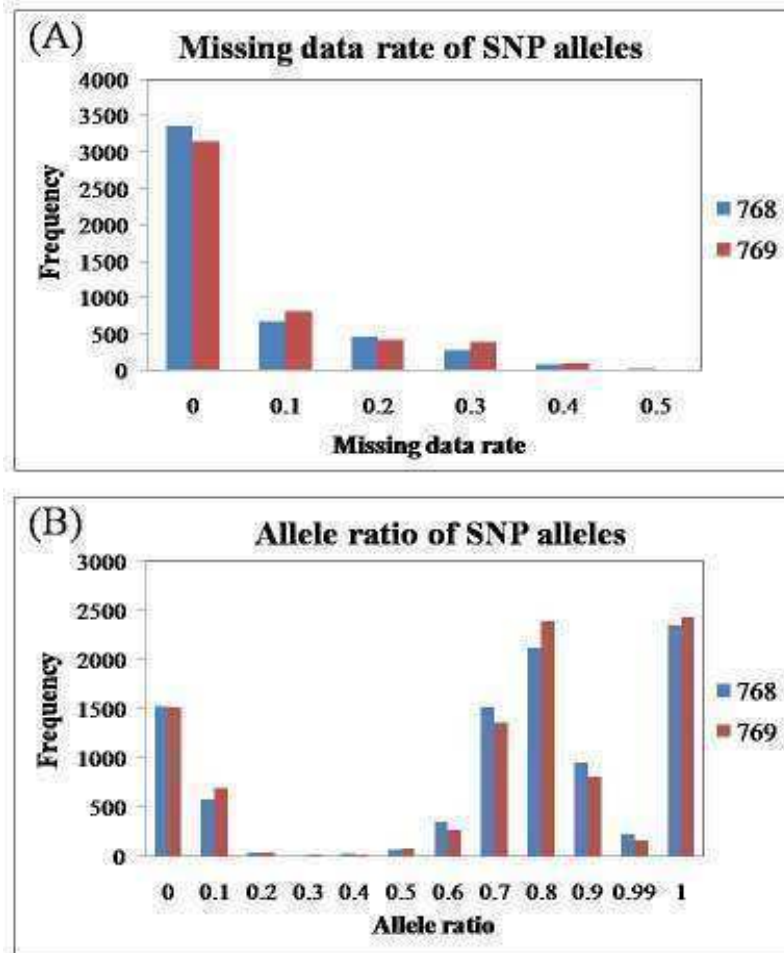 (A)
Missing data rate of SNP alleles
4000
3500
3000
2500
2000
1500
1000
500
0
Frequency
0 0.1 0.2 0.3 0.4 0.5
Missing data rate
768
769
(B)
Allele ratio of SNP alleles
3000
2500
2000
1500
1000
500
0
Frequency
0 0.1 0.2 0.3 0.4 0.5 0.6 0.7 0.8 0.9 0.99 1
Allele ratio
768
769